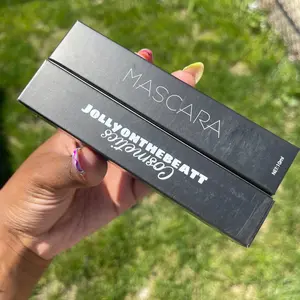 MASCARA
NET:10ml
JOLLYONTHEBEATT
Cosmetics